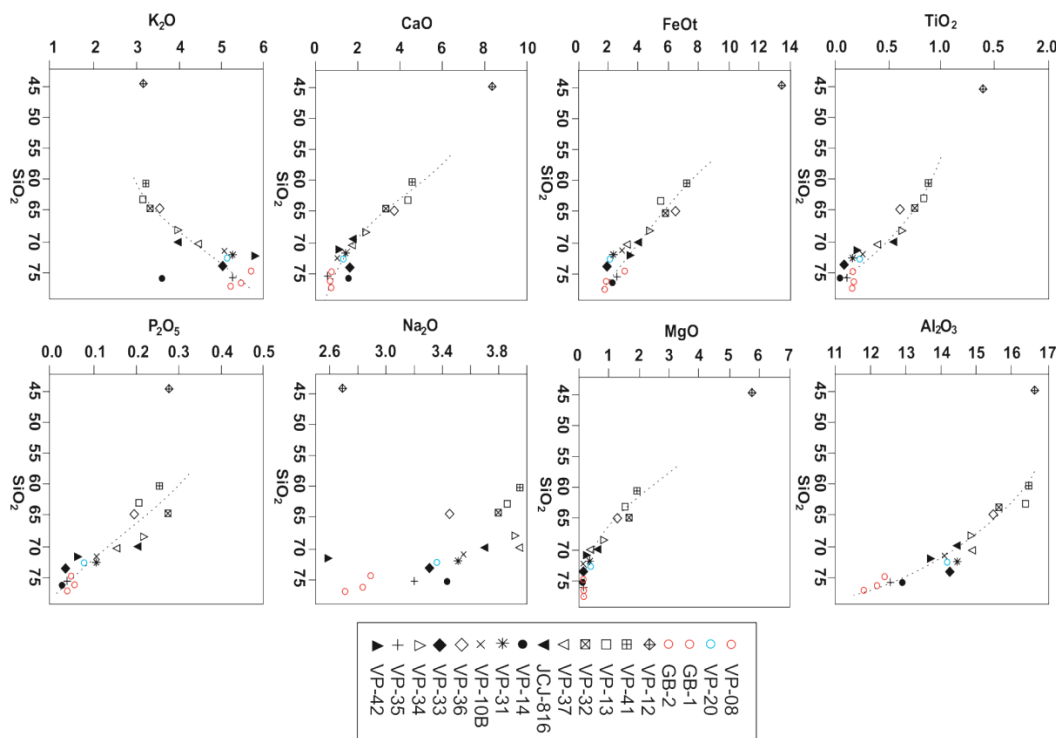 K₂O
1 2 3 4 5 6
CaO
0 2 4 6 8 10
FeOt
0 2 4 6 8 10 12 14
TiO₂
0.0 0.5 1.0 0.5 2.0
SiO₂
45 50 55 60 65 70 75
SiO₂
45 50 55 60 65 70 75
SiO₂
45 50 55 60 65 70 75
SiO₂
45 50 55 60 65 70 75
P₂O₅
0.0 0.1 0.2 0.3 0.4 0.5
Na₂O
2.6 3.0 3.4 3.8
MgO
0 1 2 3 4 5 6 7
Al₂O₃
11 12 13 14 15 16 17
SiO₂
45 50 55 60 65 70 75
SiO₂
45 50 55 60 65 70 75
SiO₂
45 50 55 60 65 70 75
SiO₂
45 50 55 60 65 70 75
VP-08
VP-20
GB-1
GB-2
VP-12
VP-41
VP-13
VP-32
VP-37
JCJ-816
VP-14
VP-31
VP-10B
VP-36
VP-33
VP-34
VP-35
VP-42